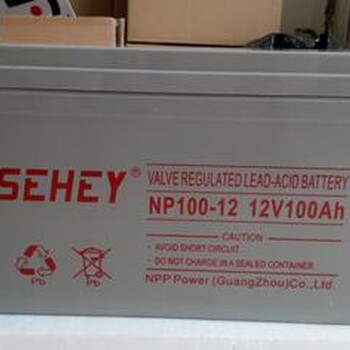 SEHEY®
VALVE REGULATED LEAD-ACID BATTERY
NP100-12 12V100Ah
CAUTION
• AVOID SHORT CIRCUIT
• DO NOT CHARGE IN A SEALED CONTAINER
NPP Power (GuangZhou)Co.,Ltd.
Pb
Pb